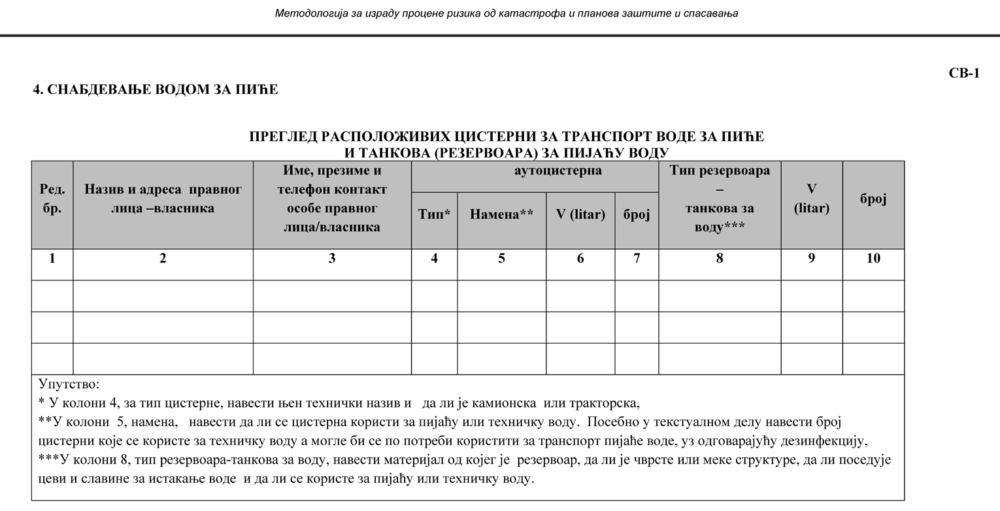 Методологија за израду процене ризика од катастрофа и планова заштите и спасавања
СВ-1
4. СНАБДЕВАЊЕ ВОДОМ ЗА ПИЋЕ
ПРЕГЛЕД РАСПОЛОЖИВИХ ЦИСТЕРНИ ЗА ТРАНСПОРТ ВОДЕ ЗА ПИЋЕ
И ТАНКОВА (РЕЗЕРВОАРА) ЗА ПИЈАЋУ ВОДУ
Ред.
бр.
Назив и адреса правног
лица –власника
Име, презиме и
телефон контакт
особе правног
лица/власника
аутоцистерна
Тип*
Намена**
V (litar)
број
Тип резервоара
–
танкова за
воду***
V
(litar)
број
1 2 3 4 5 6 7 8 9 10
Упутство:
* У колони 4, за тип цистерне, навести њен технички назив и да ли је камионска или тракторска,
**У колони 5, намена, навести да ли се цистерна користи за пијаћу или техничку воду. Посебно у текстуалном делу навести број
цистерни које се користе за техничку воду а могле би се по потреби користити за транспорт пијаће воде, уз одговарајућу дезинфекцију,
***У колони 8, тип резервоара-танкова за воду, навести материјал од којег је резервоар, да ли је чврсте или меке структуре, да ли поседује
цеви и славине за истакање воде и да ли се користе за пијаћу или техничку воду.